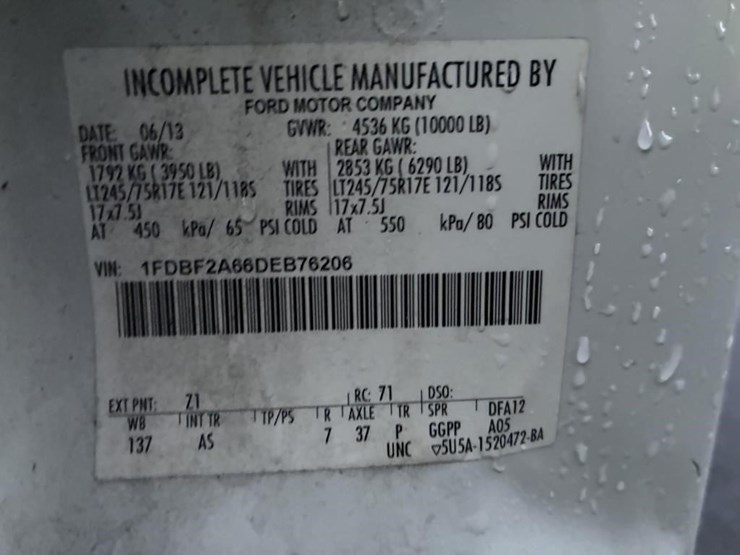 INCOMPLETE VEHICLE MANUFACTURED BY
FORD MOTOR COMPANY
DATE: 06/13 GVWR: 4536 KG (10000 LB)
FRONT GAWR: REAR GAWR:
1792 KG (3950 LB) WITH 2853 KG (6290 LB) WITH
LT245/75R17E 121/118S TIRES LT245/75R17E 121/118S TIRES
17x7.5J RIMS 17x7.5J RIMS
AT 450 kPa/ 65 PSI COLD AT 550 kPa/ 80 PSI COLD
VIN: 1FDBF2A66DEB76206
EXT PNT: Z1 RC: 71 DSO:
WB INT TR TP/PS R AXLE TR SPR DFA12
137 AS 7 37 P GGPP A05
UNC ▽5U5A-1520472-BA